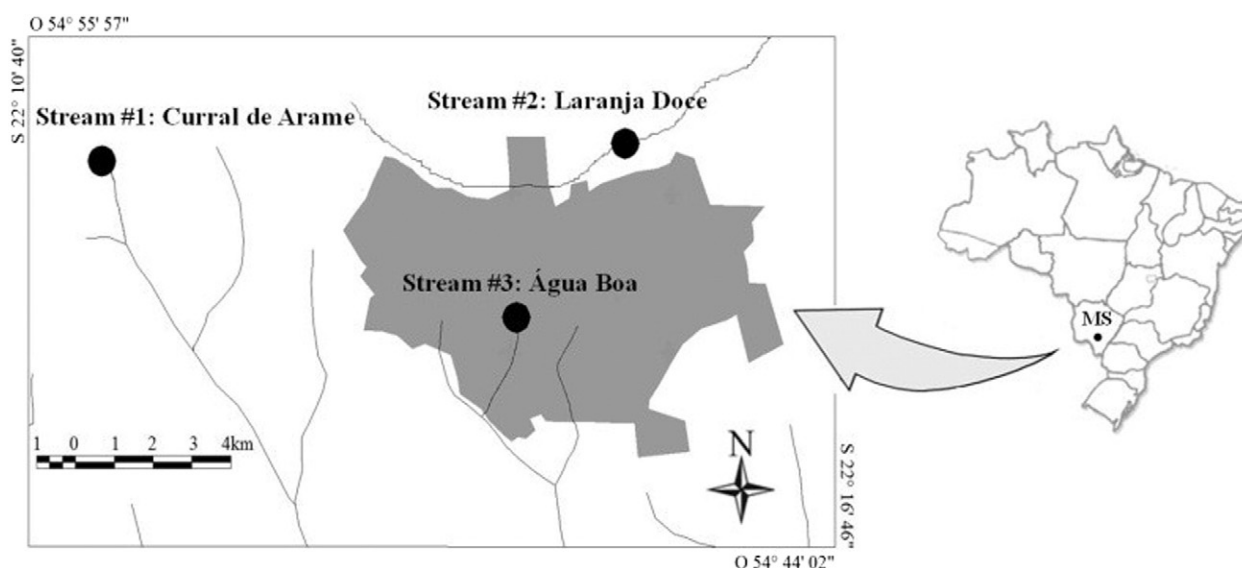 O 54° 55' 57"
S 22° 10' 40"
Stream #2: Laranja Doce
Stream #1: Curral de Arame
Stream #3: Água Boa
MS
1 0 1 2 3 4km
N
S 22° 16' 46"
O 54° 44' 02"